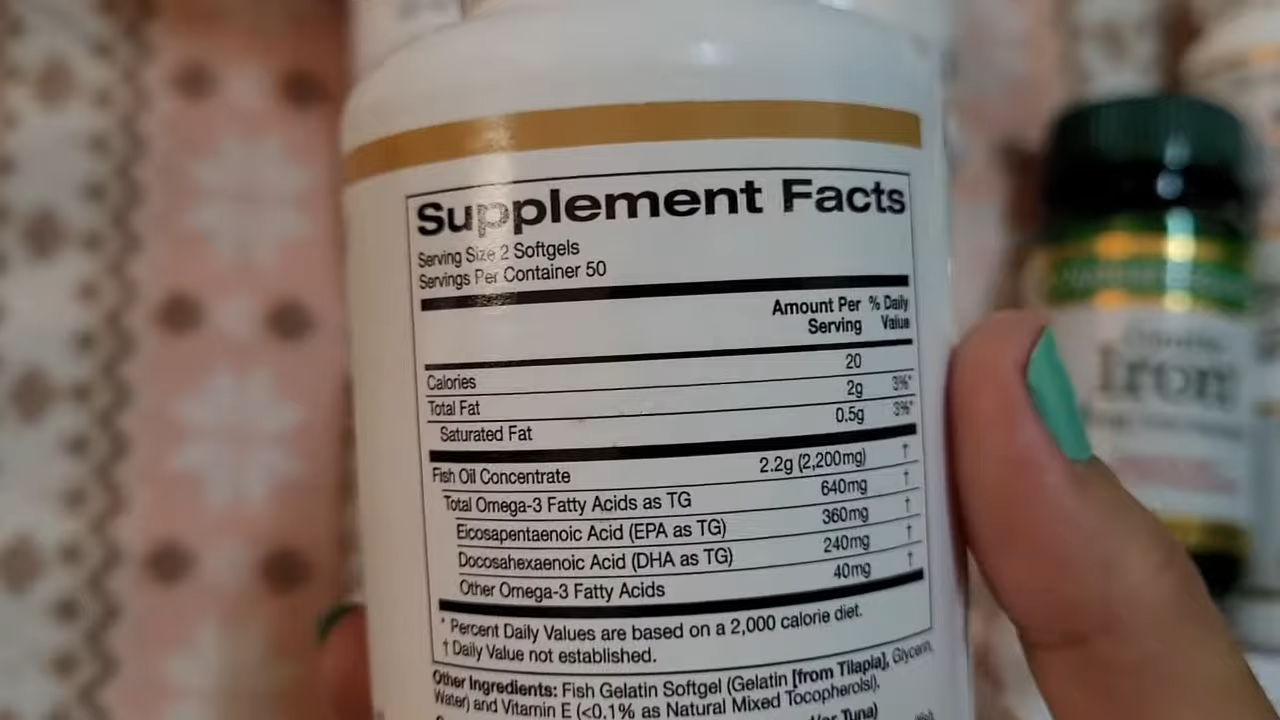 Supplement Facts
Serving Size 2 Softgels
Servings Per Container 50
Amount Per Serving % Daily Value
Calories 20
Total Fat 2g 3%*
Saturated Fat 0.5g 3%*
Fish Oil Concentrate 2.2g (2,200mg) †
Total Omega-3 Fatty Acids as TG 640mg †
Eicosapentaenoic Acid (EPA as TG) 360mg †
Docosahexaenoic Acid (DHA as TG) 240mg †
Other Omega-3 Fatty Acids 40mg †
* Percent Daily Values are based on a 2,000 calorie diet.
† Daily Value not established.
Other Ingredients: Fish Gelatin Softgel (Gelatin [from Tilapia], Glycerin,
Water) and Vitamin E (<0.1% as Natural Mixed Tocopherols).
Tuna)
Iron